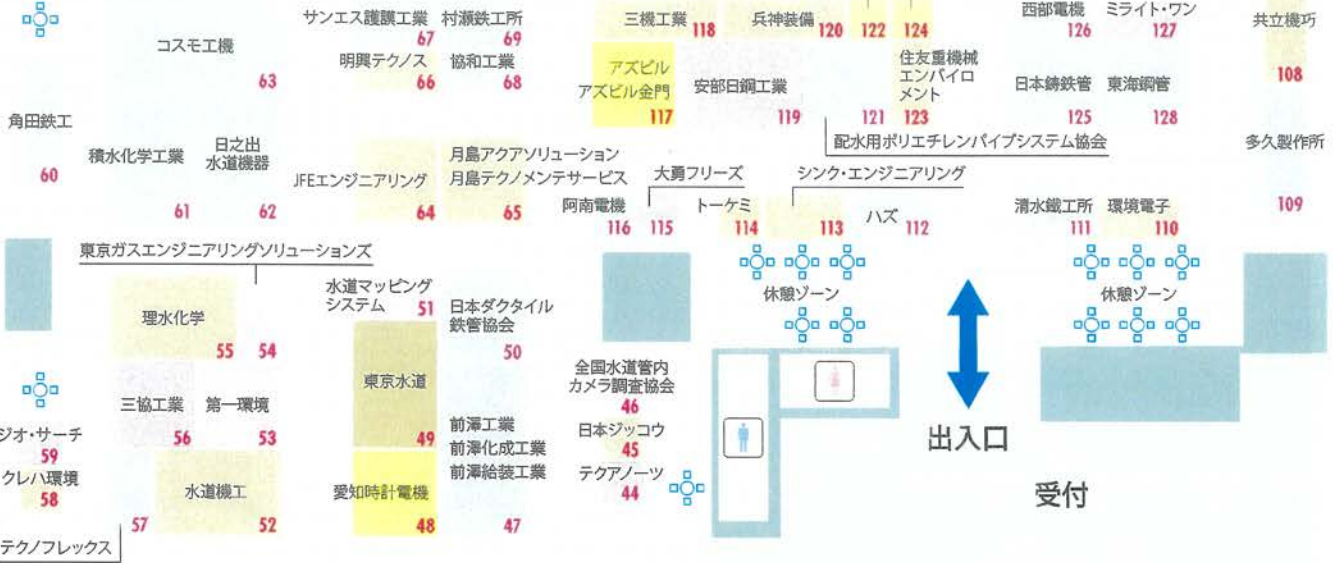 サンエス護謨工業
67
村瀬鉄工所
69
三機工業
118
兵神装備
120
122
124
西部電機
126
ミライト・ワン
127
共立機巧
108
コスモ工機
63
明興テクノス
66
協和工業
68
アズビル
アズビル金門
117
安部日鋼工業
119
121
住友重機械
エンバイロ
メント
123
日本鋳鉄管
125
東海鋼管
128
配水用ポリエチレンパイプシステム協会
角田鉄工
60
積水化学工業
61
日之出
水道機器
62
JFEエンジニアリング
64
月島アクアソリューション
月島テクノメンテサービス
65
阿南電機
116
大勇フリーズ
115
トーケミ
114
シンク・エンジニアリング
113
ハズ
112
清水鐵工所
111
環境電子
110
多久製作所
109
東京ガスエンジニアリングソリューションズ
理水化学
55
54
水道マッピング
システム
51
日本ダクタイル
鉄管協会
50
休憩ゾーン
休憩ゾーン
東京水道
49
全国水道管内
カメラ調査協会
46
三協工業
56
第一環境
53
ジオ・サーチ
59
クレハ環境
58
前澤工業
前澤化成工業
前澤給装工業
47
日本ジッコウ
45
テクアノーツ
44
水道機工
52
愛知時計電機
48
57
テクノフレックス
出入口
受付